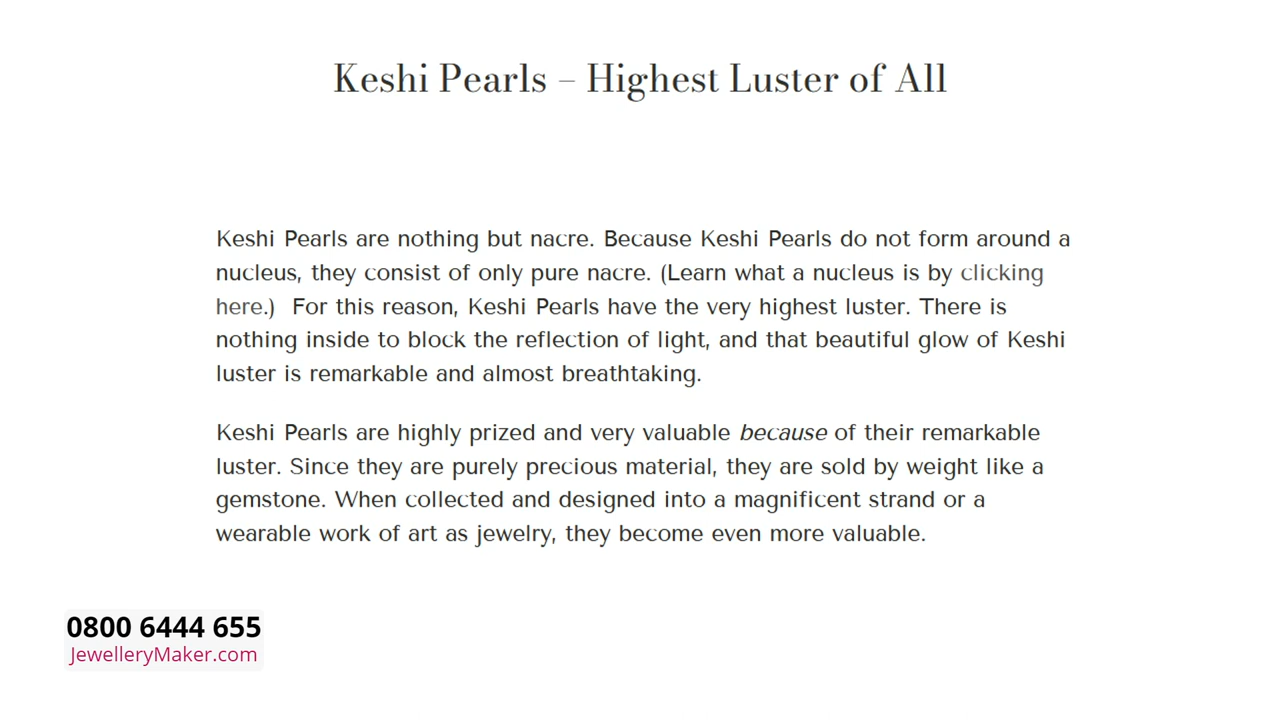 Keshi Pearls – Highest Luster of All
Keshi Pearls are nothing but nacre. Because Keshi Pearls do not form around a
nucleus, they consist of only pure nacre. (Learn what a nucleus is by clicking
here.)  For this reason, Keshi Pearls have the very highest luster. There is
nothing inside to block the reflection of light, and that beautiful glow of Keshi
luster is remarkable and almost breathtaking.
Keshi Pearls are highly prized and very valuable because of their remarkable
luster. Since they are purely precious material, they are sold by weight like a
gemstone. When collected and designed into a magnificent strand or a
wearable work of art as jewelry, they become even more valuable.
0800 6444 655
JewelleryMaker.com